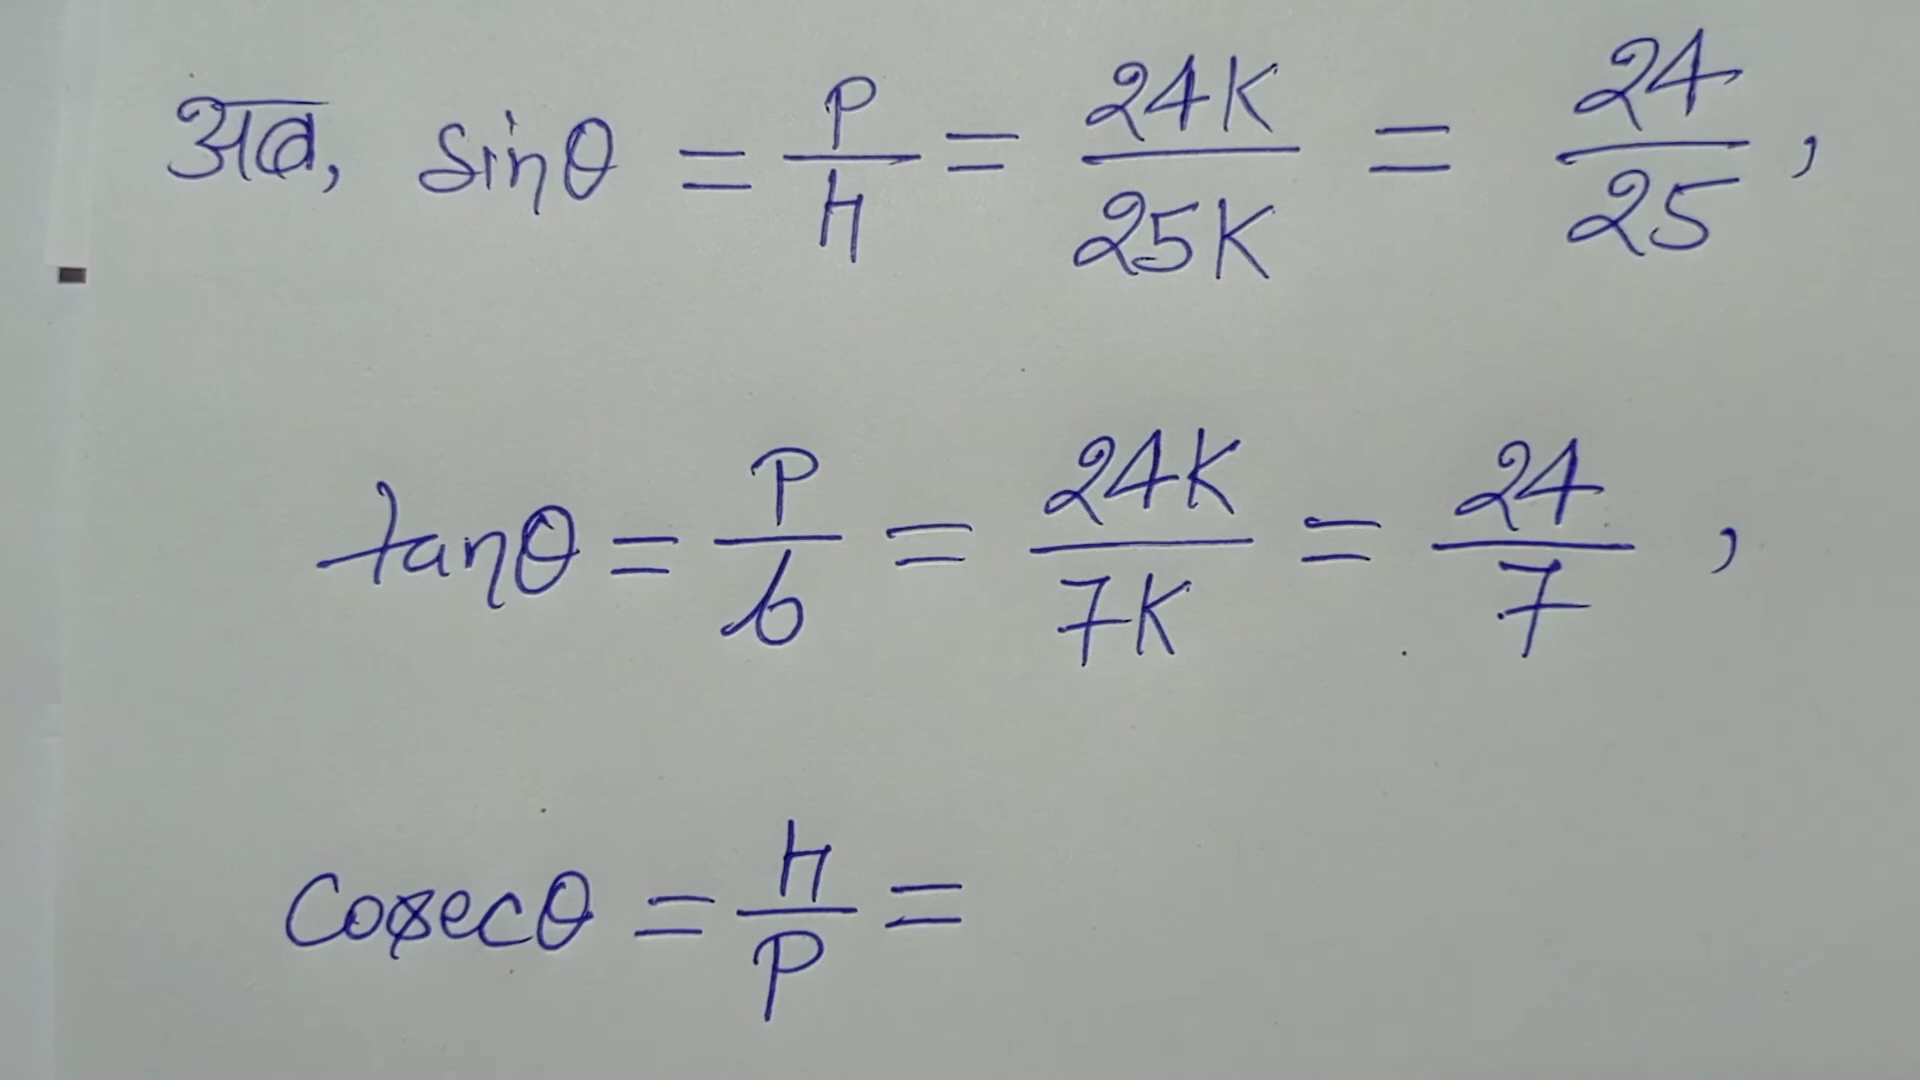 अब, sinθ = P/h = 24K/25K = 24/25,
tanθ = P/b = 24K/7K = 24/7,
Cosecθ = h/P =